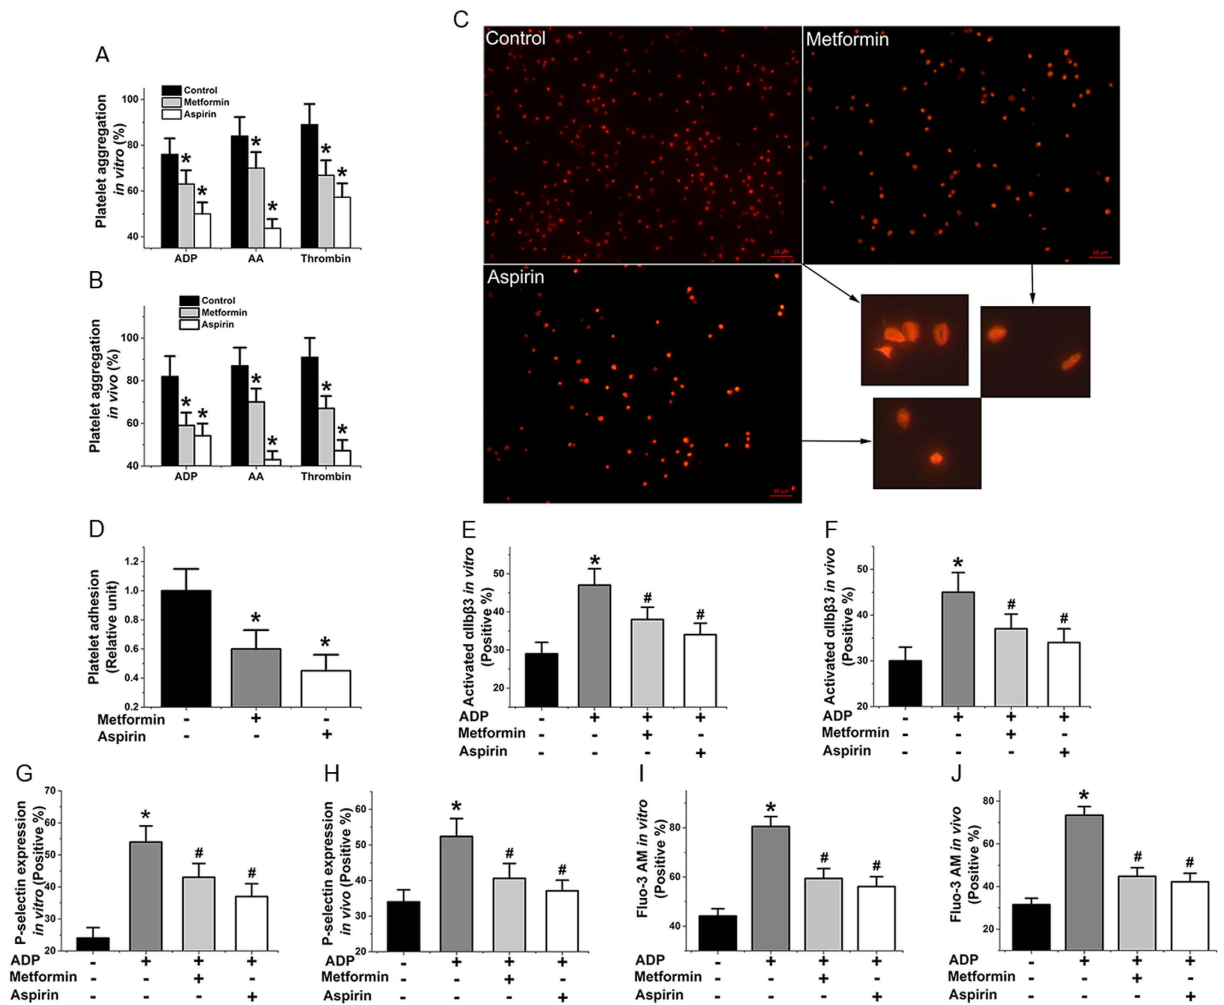 A
Control
Metformin
Aspirin
Platelet aggregation
in vitro (%)
100
80
60
40
ADP AA Thrombin
B
Control
Metformin
Aspirin
Platelet aggregation
in vivo (%)
100
80
60
40
* * * * * *
ADP AA Thrombin
C
Control
Metformin
Aspirin
10 μm
D
Platelet adhesion
(Relative unit)
1.2
1.0
0.8
0.6
0.4
0.2
* *
Metformin - + -
Aspirin - - +
E
Activated αIIbβ3 in vitro
(Positive %)
50
40
30
20
* # #
ADP - + + +
Metformin - - + -
Aspirin - - - +
F
Activated αIIbβ3 in vivo
(Positive %)
50
40
30
20
* # #
ADP - + + +
Metformin - - + -
Aspirin - - - +
G
P-selectin expression
in vitro (Positive %)
70
60
50
40
30
20
* # #
ADP - + + +
Metformin - - + -
Aspirin - - - +
H
P-selectin expression
in vivo (Positive %)
60
50
40
30
20
* # #
ADP - + + +
Metformin - - + -
Aspirin - - - +
I
Fluo-3 AM in vitro
(Positive %)
80
60
40
* # #
ADP - + + +
Metformin - - + -
Aspirin - - - +
J
Fluo-3 AM in vivo
(Positive %)
80
60
40
20
* # #
ADP - + + +
Metformin - - + -
Aspirin - - - +